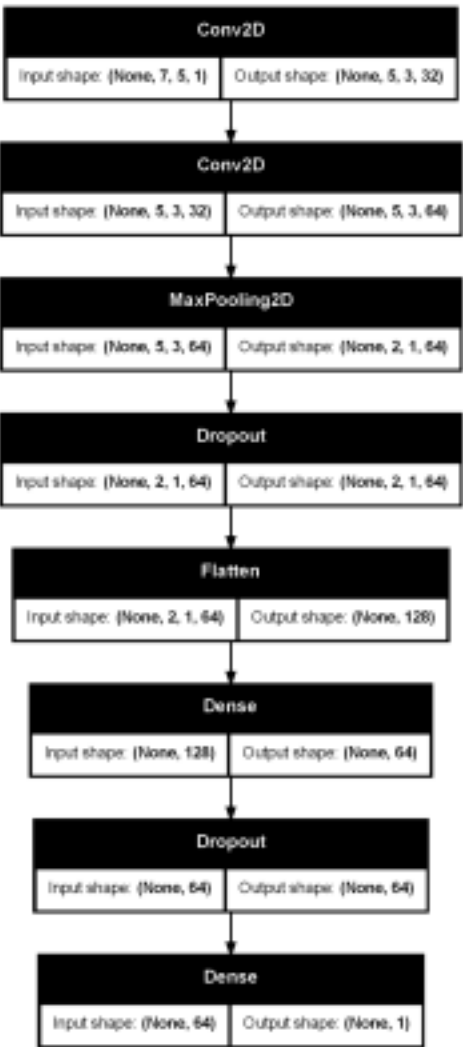 Conv2D
Input shape: (None, 7, 5, 1) Output shape: (None, 5, 3, 32)
Conv2D
Input shape: (None, 5, 3, 32) Output shape: (None, 5, 3, 64)
MaxPooling2D
Input shape: (None, 5, 3, 64) Output shape: (None, 2, 1, 64)
Dropout
Input shape: (None, 2, 1, 64) Output shape: (None, 2, 1, 64)
Flatten
Input shape: (None, 2, 1, 64) Output shape: (None, 128)
Dense
Input shape: (None, 128) Output shape: (None, 64)
Dropout
Input shape: (None, 64) Output shape: (None, 64)
Dense
Input shape: (None, 64) Output shape: (None, 1)